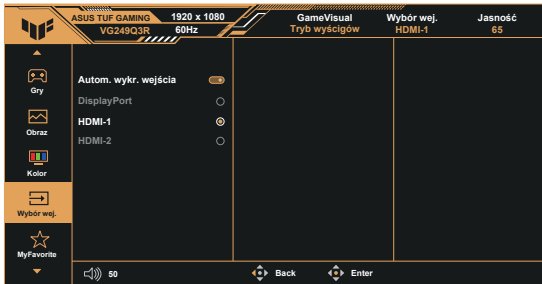 ASUS TUF GAMING 1920 x 1080
VG249Q3R 60Hz
GameVisual
Tryb wyścigów
Wybór wej.
HDMI-1
Jasność
65
Gry
Obraz
Kolor
Wybór wej.
MyFavorite
Autom. wykr. wejścia
DisplayPort
HDMI-1
HDMI-2
50
Back
Enter